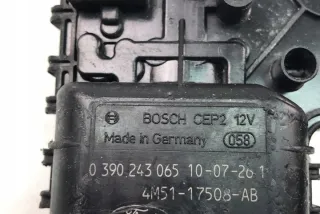 BOSCH CEP2 12V
Made in Germany 058
0 390 243 065 10-07-26 1
4M51-17508-AB